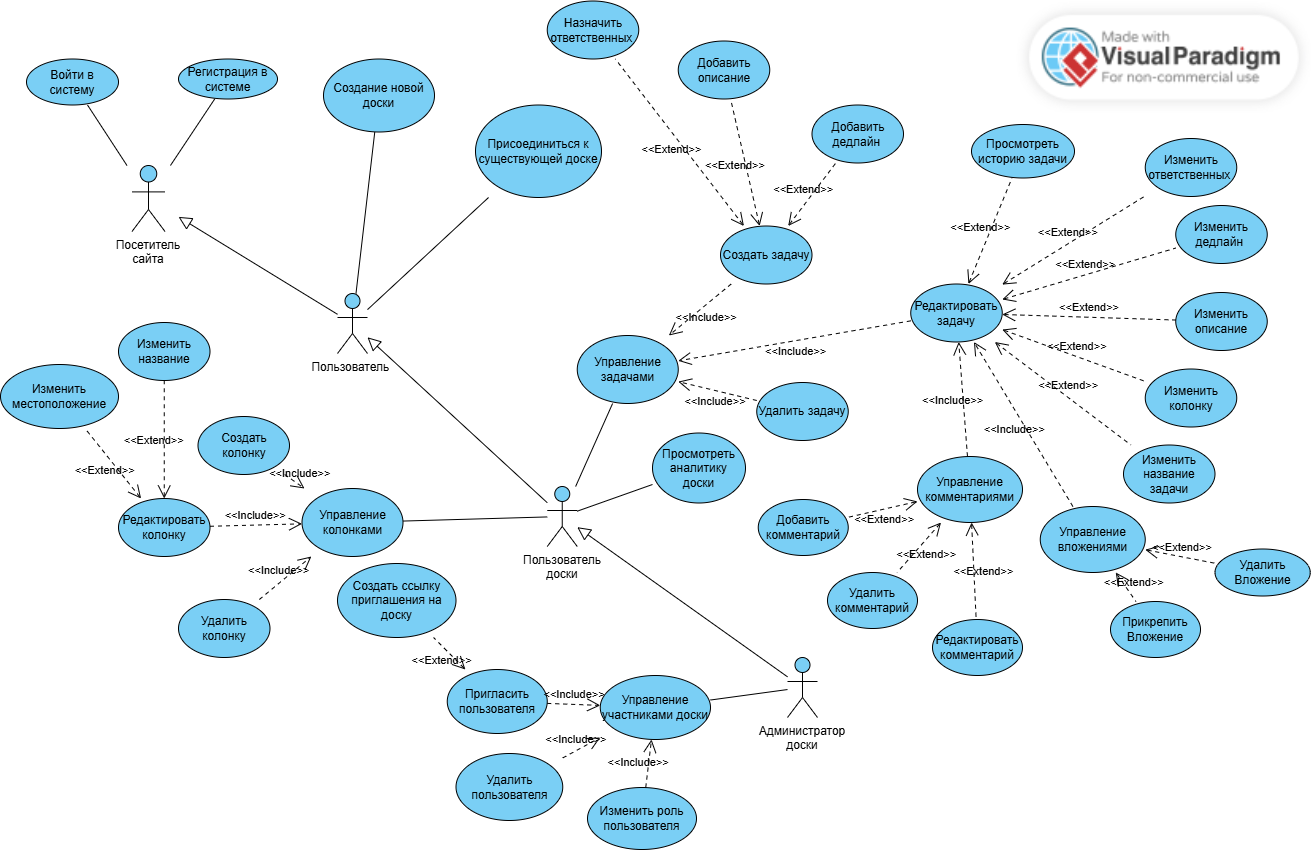 Назначить
ответственных
Made with
Visual Paradigm
For non-commercial use
Войти в
систему
Регистрация в
системе
Создание новой
доски
Добавить
описание
Добавить
дедлайн
Присоединиться к
существующей доске
Просмотреть
историю задачи
Изменить
ответственных
<<Extend>>
<<Extend>>
<<Extend>>
Посетитель
сайта
Создать задачу
<<Extend>>
<<Extend>>
Изменить
дедлайн
<<Extend>>
Редактировать
задачу
<<Extend>>
Изменить
описание
<<Include>>
Пользователь
Управление
задачами
<<Include>>
<<Extend>>
Изменить
название
Изменить
местоположение
<<Include>>
Удалить задачу
<<Include>>
<<Extend>>
Изменить
колонку
<<Include>>
Создать
колонку
<<Extend>>
<<Extend>>
<<Include>>
Просмотреть
аналитику
доски
Изменить
название
задачи
Управление
комментариями
Редактировать
колонку
<<Include>>
Управление
колонками
Добавить
комментарий
<<Extend>>
Управление
вложениями
<<Extend>>
Пользователь
доски
<<Include>>
<<Extend>>
<<Extend>>
<<Extend>>
Удалить
Вложение
Создать ссылку
приглашения на
доску
Удалить
колонку
Удалить
комментарий
Прикрепить
Вложение
Редактировать
комментарий
<<Extend>>
Пригласить
пользователя
<<Include>>
Управление
участниками доски
Администратор
доски
<<Include>>
<<Include>>
Удалить
пользователя
Изменить роль
пользователя